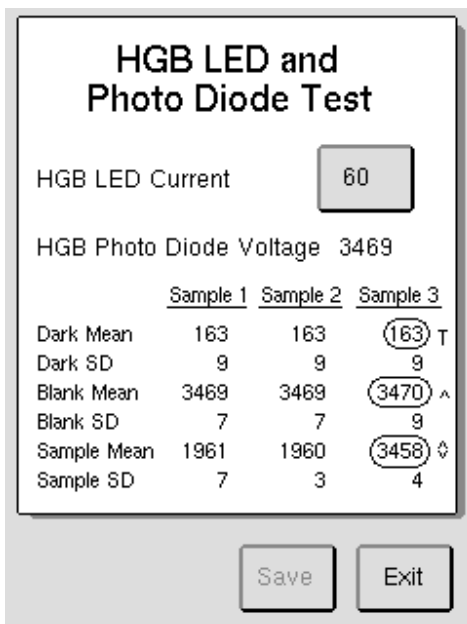 HGB LED and
Photo Diode Test
HGB LED Current 60
HGB Photo Diode Voltage 3469
Sample 1 Sample 2 Sample 3
Dark Mean 163 163 163 T
Dark SD 9 9 9
Blank Mean 3469 3469 3470 ^
Blank SD 7 7 9
Sample Mean 1961 1960 3458 ◊
Sample SD 7 3 4
Save Exit